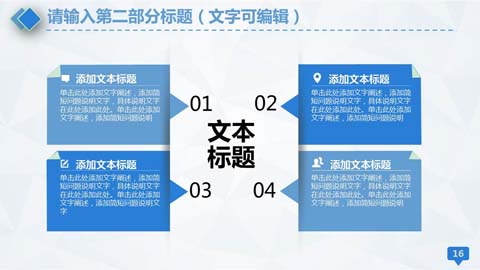 请输入第二部分标题（文字可编辑）
添加文本标题
单击此处添加文字阐述，添加简
短问题说明文字，具体说明文字
在此处添加此处。单击此处添加
文字阐述，添加简短问题说明
01
02
添加文本标题
单击此处添加文字阐述，添加简
短问题说明文字，具体说明文字
在此处添加此处。单击此处添加
文字阐述，添加简短问题说明
文本
标题
添加文本标题
单击此处添加文字阐述，添加简
短问题说明文字，具体说明文字
在此处添加此处。单击此处添加
文字阐述，添加简短问题说明文
字
03
04
添加文本标题
单击此处添加文字阐述，添加简
短问题说明文字，具体说明文字
在此处添加此处。单击此处添加
文字阐述，添加简短问题说明
16